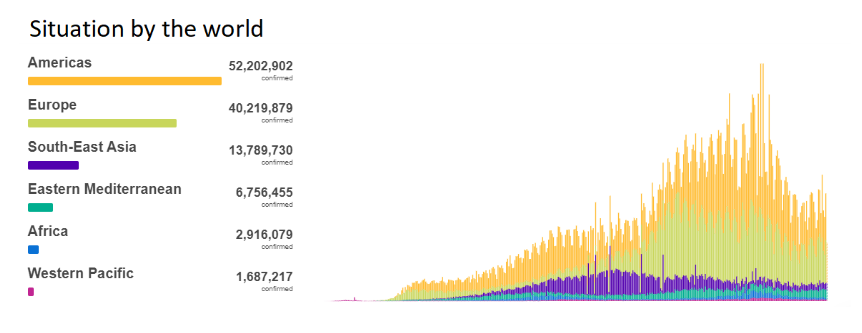 Situation by the world
Americas
52,202,902
confirmed
Europe
40,219,879
confirmed
South-East Asia
13,789,730
confirmed
Eastern Mediterranean
6,756,455
confirmed
Africa
2,916,079
confirmed
Western Pacific
1,687,217
confirmed